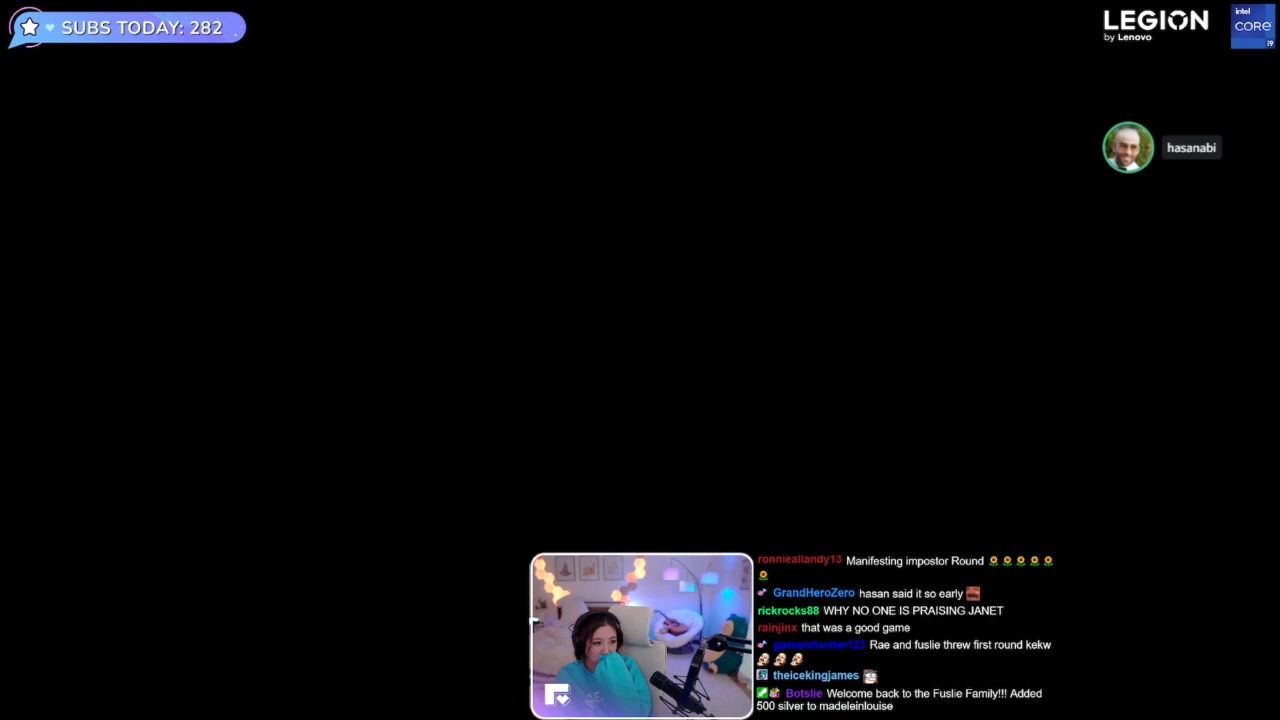 SUBS TODAY: 282
LEGION
by Lenovo
intel
CORE
i9
hasanabi
ronnieallandy13 Manifesting impostor Round
GrandHeroZero hasan said it so early
rickrocks88 WHY NO ONE IS PRAISING JANET
rainjinx that was a good game
gamershunter123 Rae and fuslie threw first round kekw
theicekingjames
Botslie Welcome back to the Fuslie Family!!! Added
500 silver to madeleinlouise